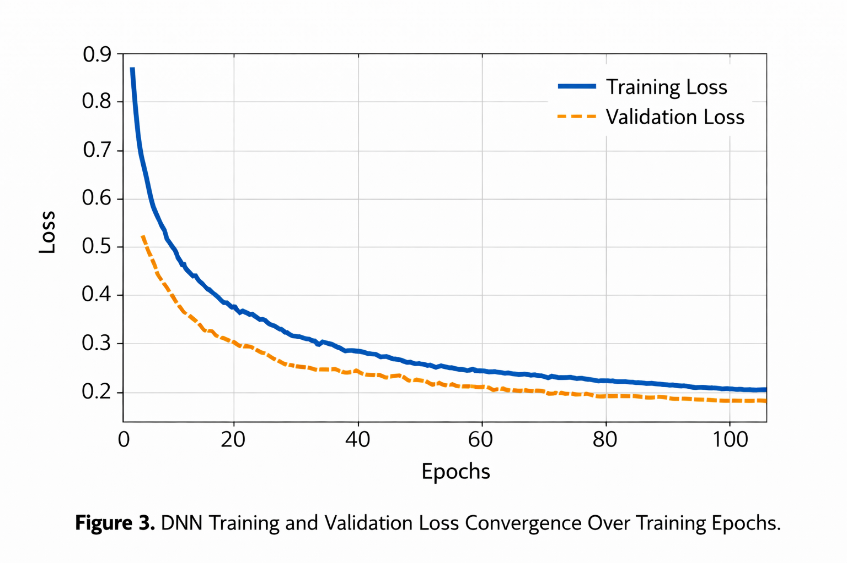 0.9
0.8
0.7
0.6
0.5
0.4
0.3
0.2
Loss
Training Loss
Validation Loss
0 20 40 60 80 100
Epochs
Figure 3. DNN Training and Validation Loss Convergence Over Training Epochs.